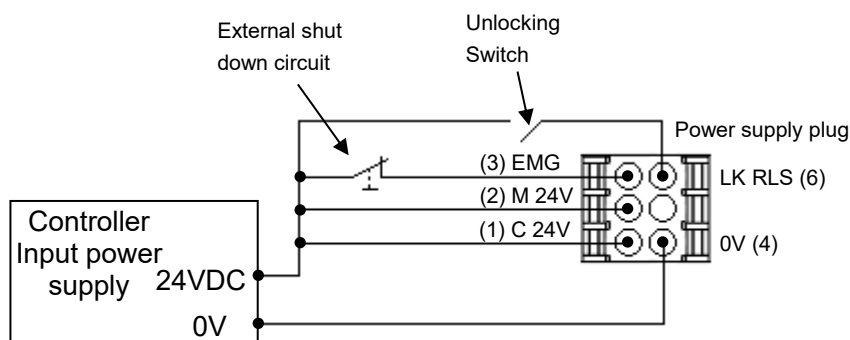 External shut
down circuit
Unlocking
Switch
Power supply plug
(3) EMG
LK RLS (6)
(2) M 24V
(1) C 24V
0V (4)
Controller
Input power
supply
24VDC
0V